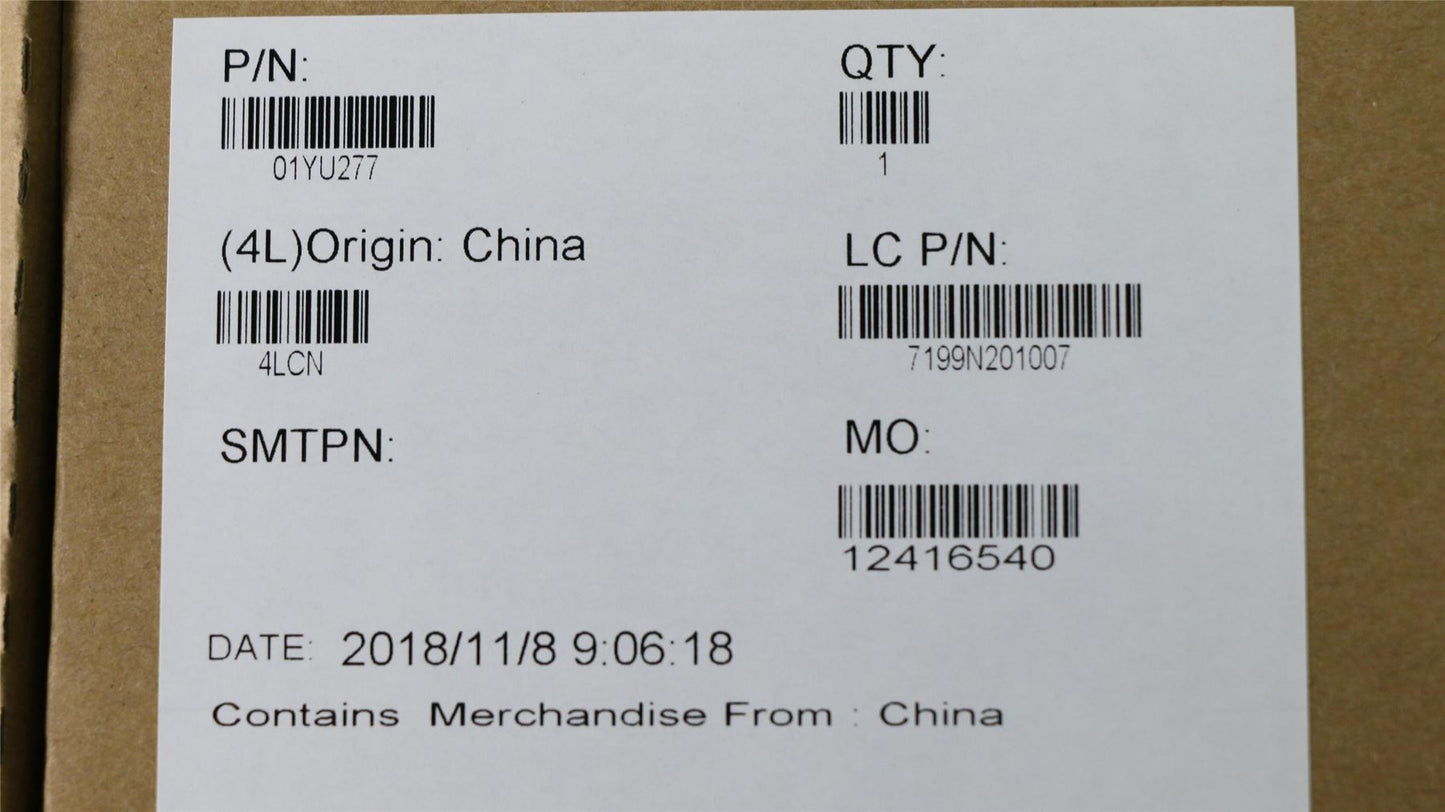 P/N:
01YU277
QTY:
1
(4L)Origin: China
4LCN
LC P/N:
7199N201007
SMTPN:
MO:
12416540
DATE: 2018/11/8 9:06:18
Contains Merchandise From : China